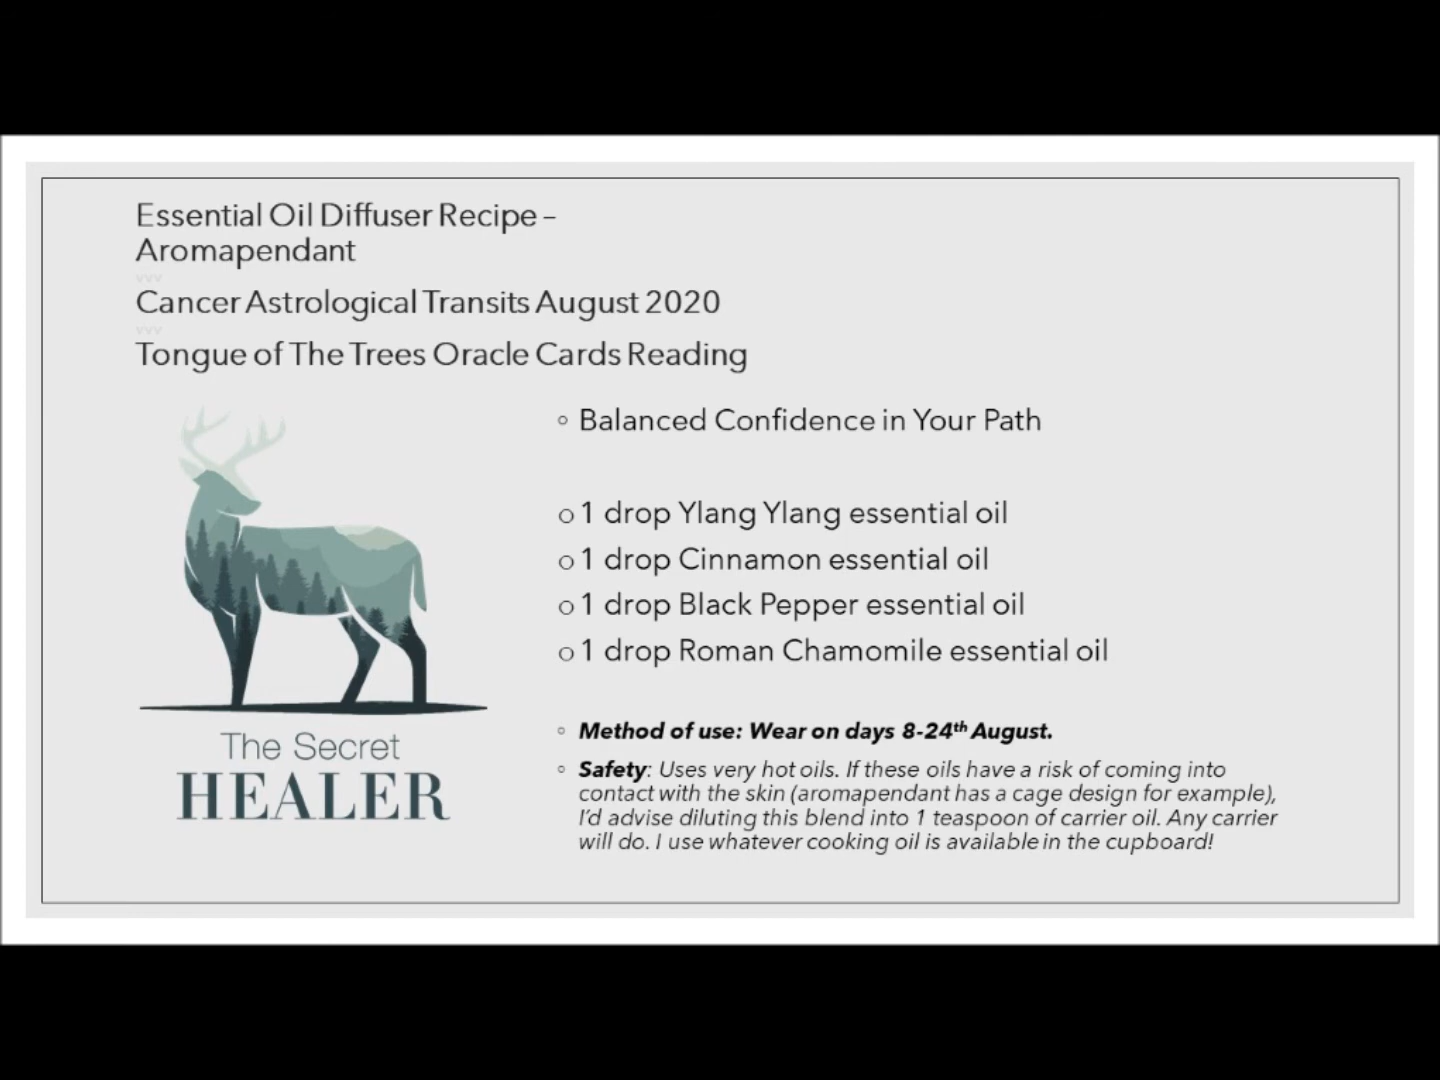 Essential Oil Diffuser Recipe –
Aromapendant
vvv
Cancer Astrological Transits August 2020
vvv
Tongue of The Trees Oracle Cards Reading
◦ Balanced Confidence in Your Path
o 1 drop Ylang Ylang essential oil
o 1 drop Cinnamon essential oil
o 1 drop Black Pepper essential oil
o 1 drop Roman Chamomile essential oil
◦ Method of use: Wear on days 8-24th August.
◦ Safety: Uses very hot oils. If these oils have a risk of coming into
contact with the skin (aromapendant has a cage design for example),
I'd advise diluting this blend into 1 teaspoon of carrier oil. Any carrier
will do. I use whatever cooking oil is available in the cupboard!
The Secret
HEALER